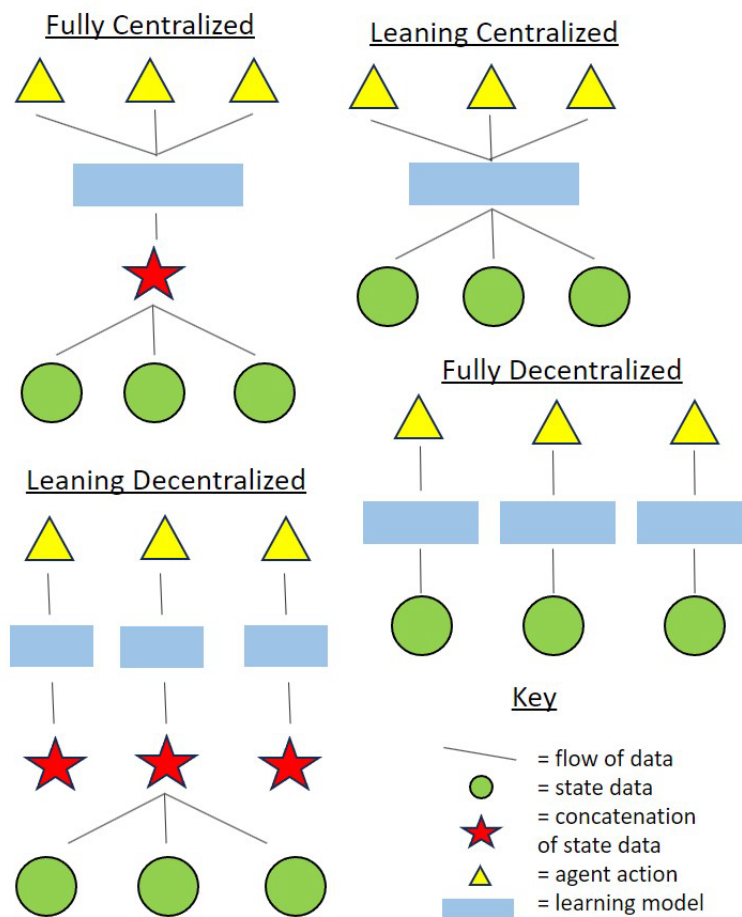 Fully Centralized
Leaning Centralized
Fully Decentralized
Leaning Decentralized
Key
= flow of data
= state data
= concatenation
of state data
= agent action
= learning model